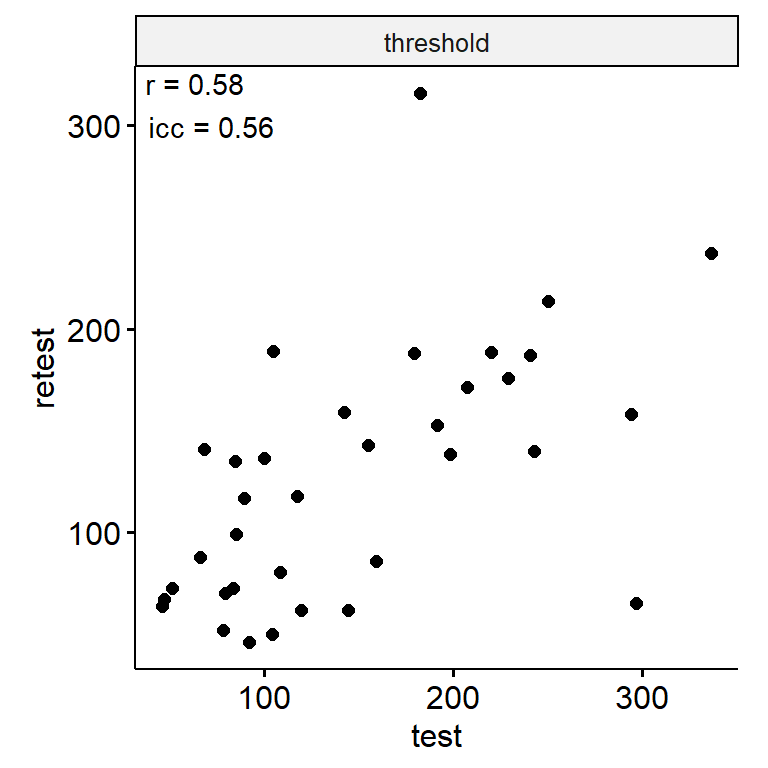 threshold
r = 0.58
icc = 0.56
300
200
100
retest
100 200 300
test